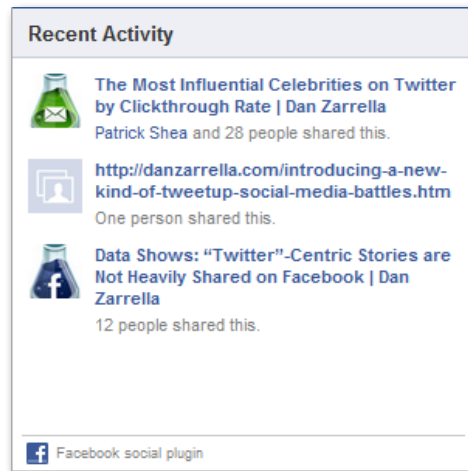 Recent Activity
The Most Influential Celebrities on Twitter
by Clickthrough Rate | Dan Zarrella
Patrick Shea and 28 people shared this.
http://danzarrella.com/introducing-a-new-
kind-of-tweetup-social-media-battles.htm
One person shared this.
Data Shows: “Twitter”-Centric Stories are
Not Heavily Shared on Facebook | Dan
Zarrella
12 people shared this.
Facebook social plugin